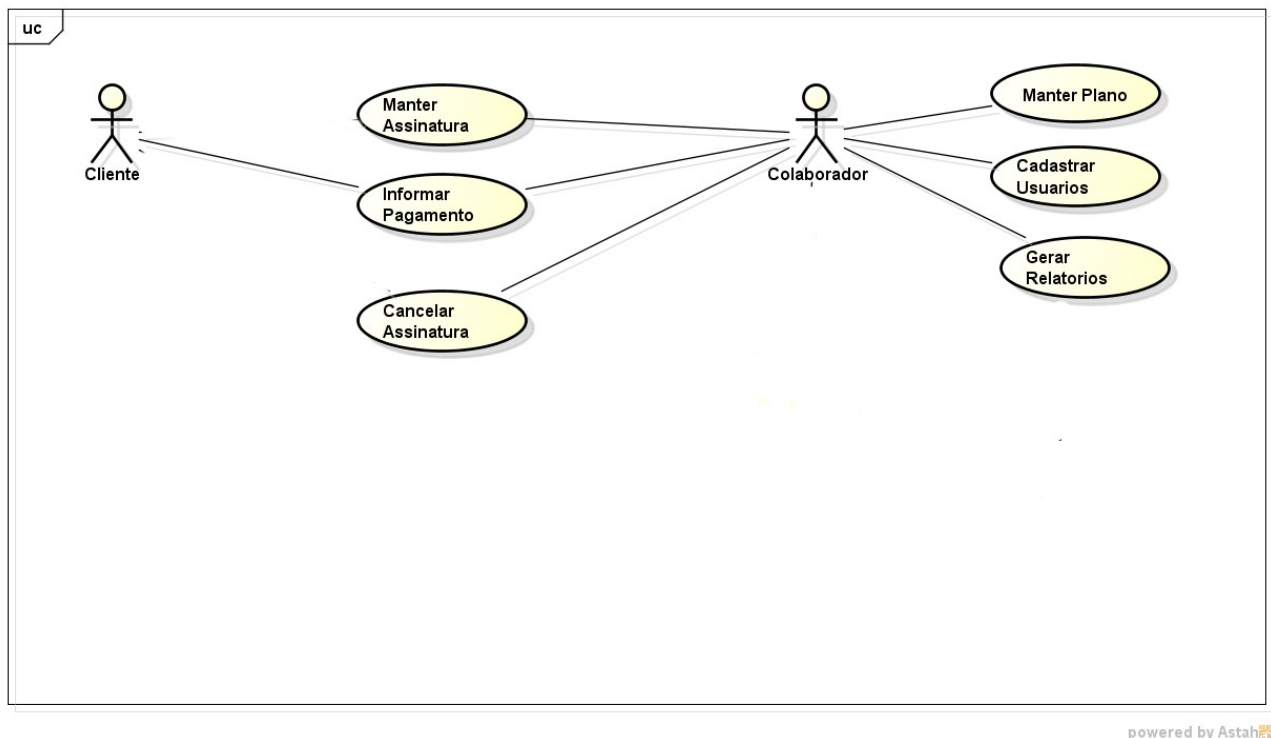 uc
Cliente
Manter
Assinatura
Informar
Pagamento
Cancelar
Assinatura
Colaborador
Manter Plano
Cadastrar
Usuarios
Gerar
Relatorios
powered by Astah